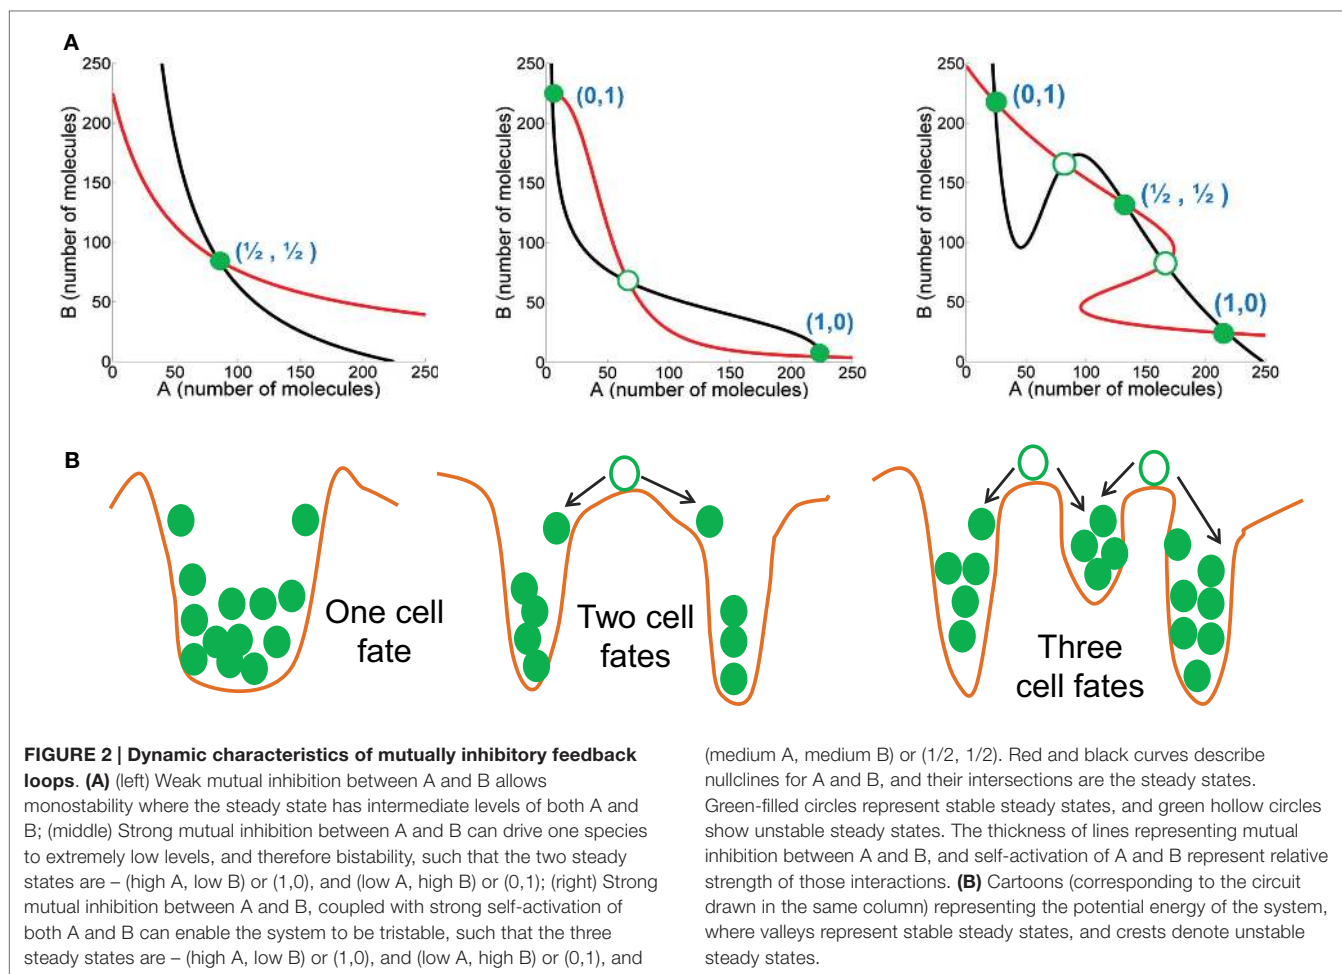 A
250
200
150
100
50
0
B (number of molecules)
(½ , ½ )
0
50
100
150
200
250
A (number of molecules)
250
200
150
100
50
0
B (number of molecules)
(0,1)
(1,0)
0
50
100
150
200
250
A (number of molecules)
250
200
150
100
50
0
B (number of molecules)
(0,1)
(½ , ½ )
(1,0)
0
50
100
150
200
250
A (number of molecules)
B
One cell
fate
Two cell
fates
Three
cell fates
FIGURE 2 | Dynamic characteristics of mutually inhibitory feedback
loops. (A) (left) Weak mutual inhibition between A and B allows
monostability where the steady state has intermediate levels of both A and
B; (middle) Strong mutual inhibition between A and B can drive one species
to extremely low levels, and therefore bistability, such that the two steady
states are – (high A, low B) or (1,0), and (low A, high B) or (0,1); (right) Strong
mutual inhibition between A and B, coupled with strong self-activation of
both A and B can enable the system to be tristable, such that the three
steady states are – (high A, low B) or (1,0), and (low A, high B) or (0,1), and
(medium A, medium B) or (1/2, 1/2). Red and black curves describe
nullclines for A and B, and their intersections are the steady states.
Green-filled circles represent stable steady states, and green hollow circles
show unstable steady states. The thickness of lines representing mutual
inhibition between A and B, and self-activation of A and B represent relative
strength of those interactions. (B) Cartoons (corresponding to the circuit
drawn in the same column) representing the potential energy of the system,
where valleys represent stable steady states, and crests denote unstable
steady states.